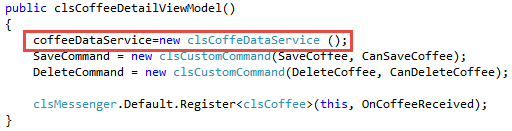 public clsCoffeeDetailViewModel()
{
coffeeDataService=new clsCoffeDataService ();
SaveCommand = new clsCustomCommand(SaveCoffee, CanSaveCoffee);
DeleteCommand = new clsCustomCommand(DeleteCoffee, CanDeleteCoffee);
clsMessenger.Default.Register<clsCoffee>(this, OnCoffeeReceived);
}